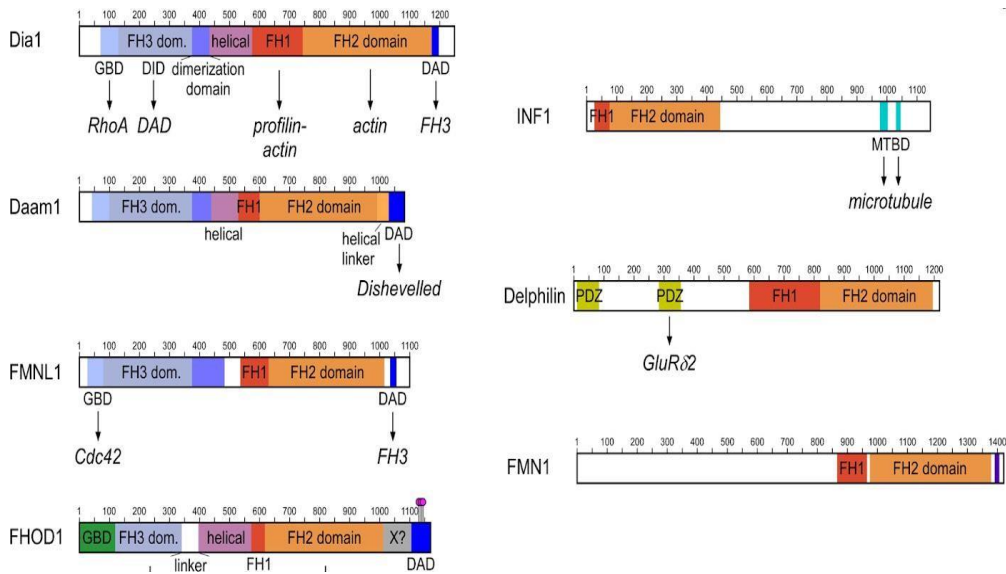 1 100 200 300 400 500 600 700 800 900 1000 1100 1200
Dia1
FH3 dom.
helical
FH1
FH2 domain
GBD
DID
dimerization
domain
DAD
RhoA
DAD
profilin-
actin
actin
FH3
1 100 200 300 400 500 600 700 800 900 1000
Daam1
FH3 dom.
FH1
FH2 domain
helical
helical
linker
DAD
Dishevelled
1 100 200 300 400 500 600 700 800 900 1000 1100
FMNL1
FH3 dom.
FH1
FH2 domain
GBD
DAD
Cdc42
FH3
1 100 200 300 400 500 600 700 800 900 1000 1100
FHOD1
GBD
FH3 dom.
helical
FH2 domain
X?
linker
FH1
DAD
1 100 200 300 400 500 600 700 800 900 1000 1100
INF1
FH1
FH2 domain
MTBD
microtubule
1 100 200 300 400 500 600 700 800 900 1000 1100 1200
Delphilin
PDZ
PDZ
FH1
FH2 domain
GluRδ2
1 100 200 300 400 500 600 700 800 900 1000 1100 1200 1300 1400
FMN1
FH1
FH2 domain